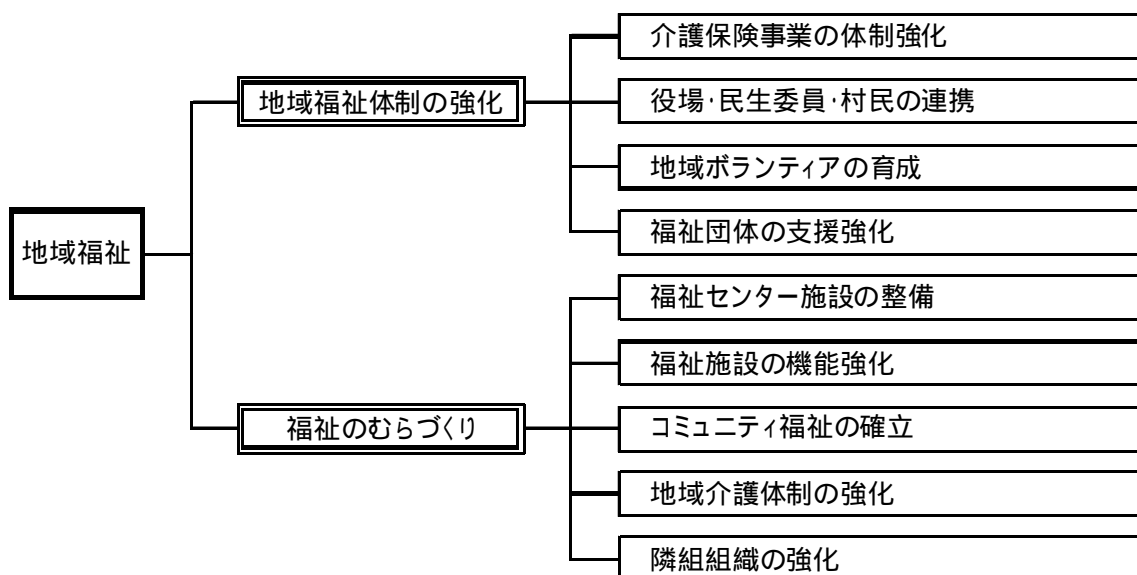 地域福祉
地域福祉体制の強化
介護保険事業の体制強化
役場・民生委員・村民の連携
地域ボランティアの育成
福祉団体の支援強化
福祉のむらづくり
福祉センター施設の整備
福祉施設の機能強化
コミュニティ福祉の確立
地域介護体制の強化
隣組組織の強化